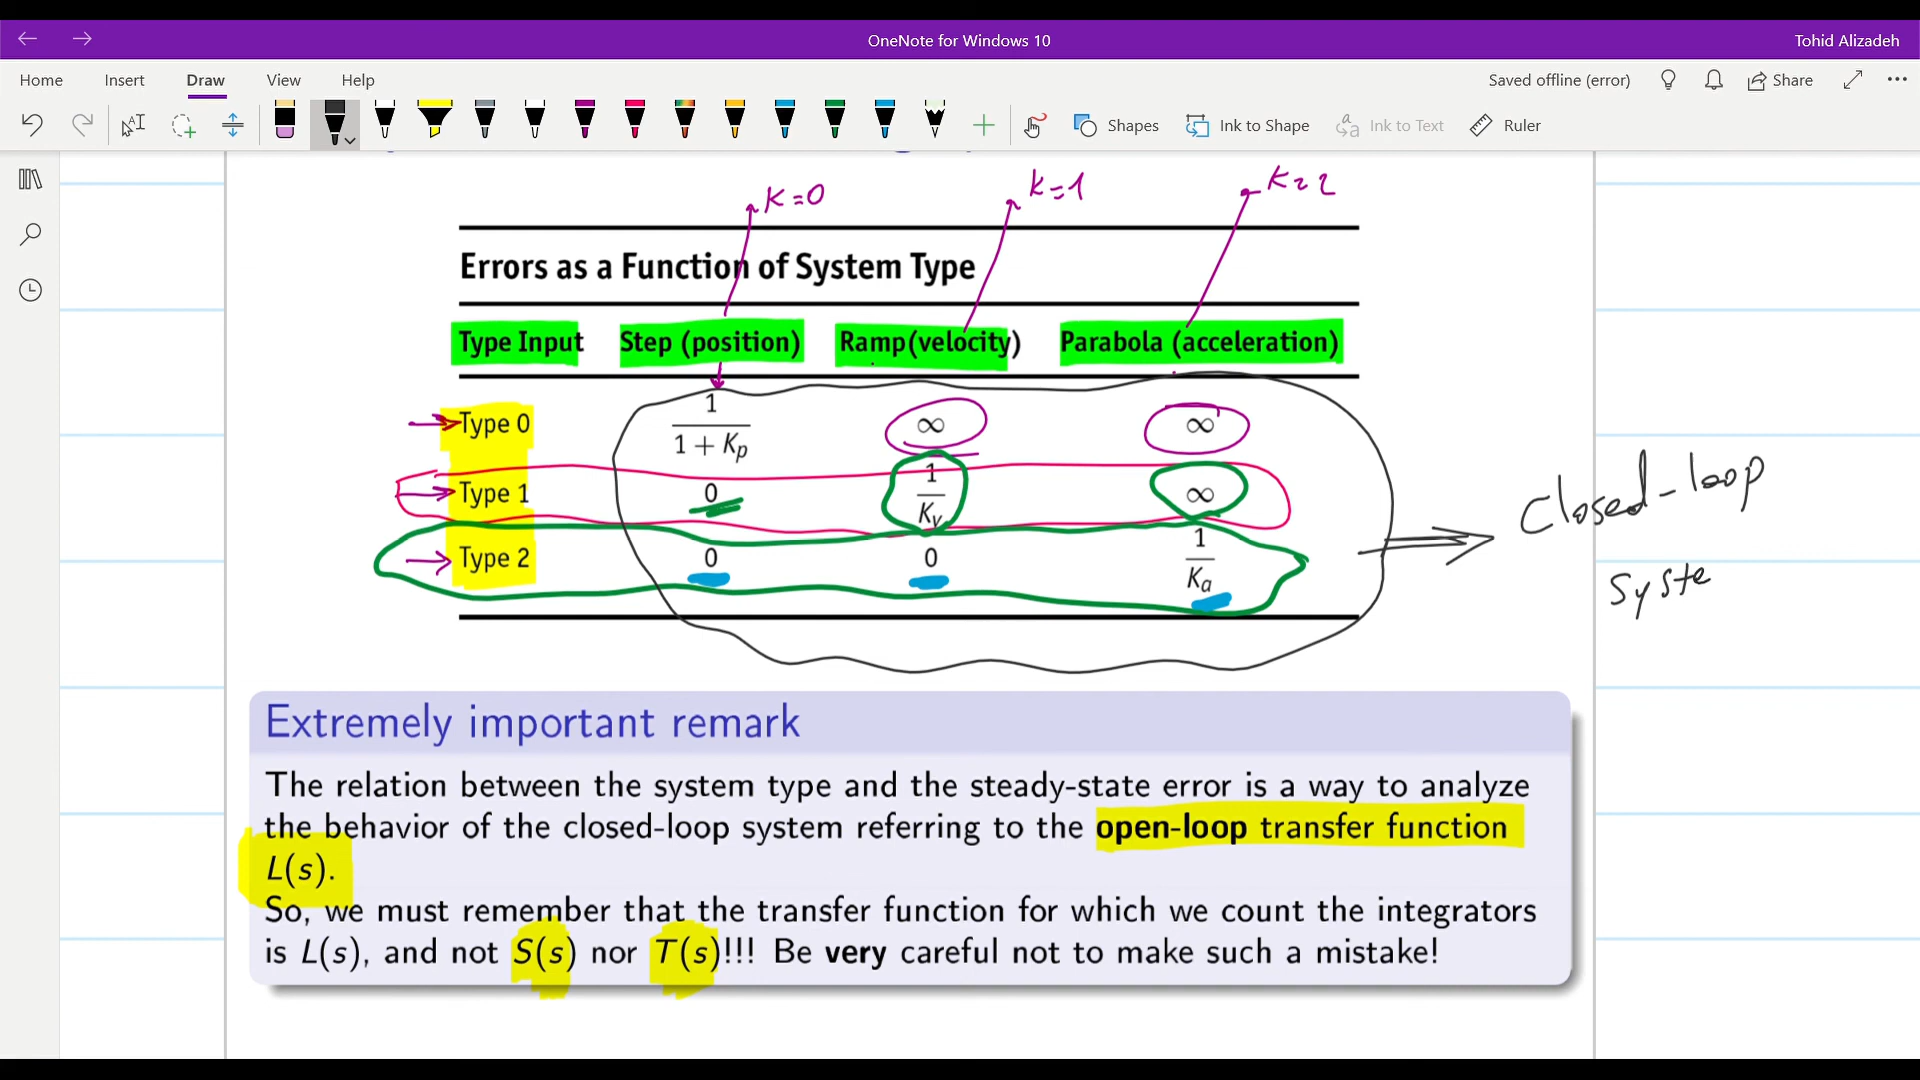 OneNote for Windows 10
Tohid Alizadeh
Home Insert Draw View Help
Saved offline (error) Share
Shapes Ink to Shape Ink to Text Ruler
K=0 K=1 K=2
Errors as a Function of System Type
Type Input Step (position) Ramp(velocity) Parabola (acceleration)
Type 0 1/(1 + Kp) ∞ ∞
Type 1 0 1/Kv ∞
Type 2 0 0 1/Ka
Closed-loop
Syste
Extremely important remark
The relation between the system type and the steady-state error is a way to analyze
the behavior of the closed-loop system referring to the open-loop transfer function
L(s).
So, we must remember that the transfer function for which we count the integrators
is L(s), and not S(s) nor T(s)!!! Be very careful not to make such a mistake!